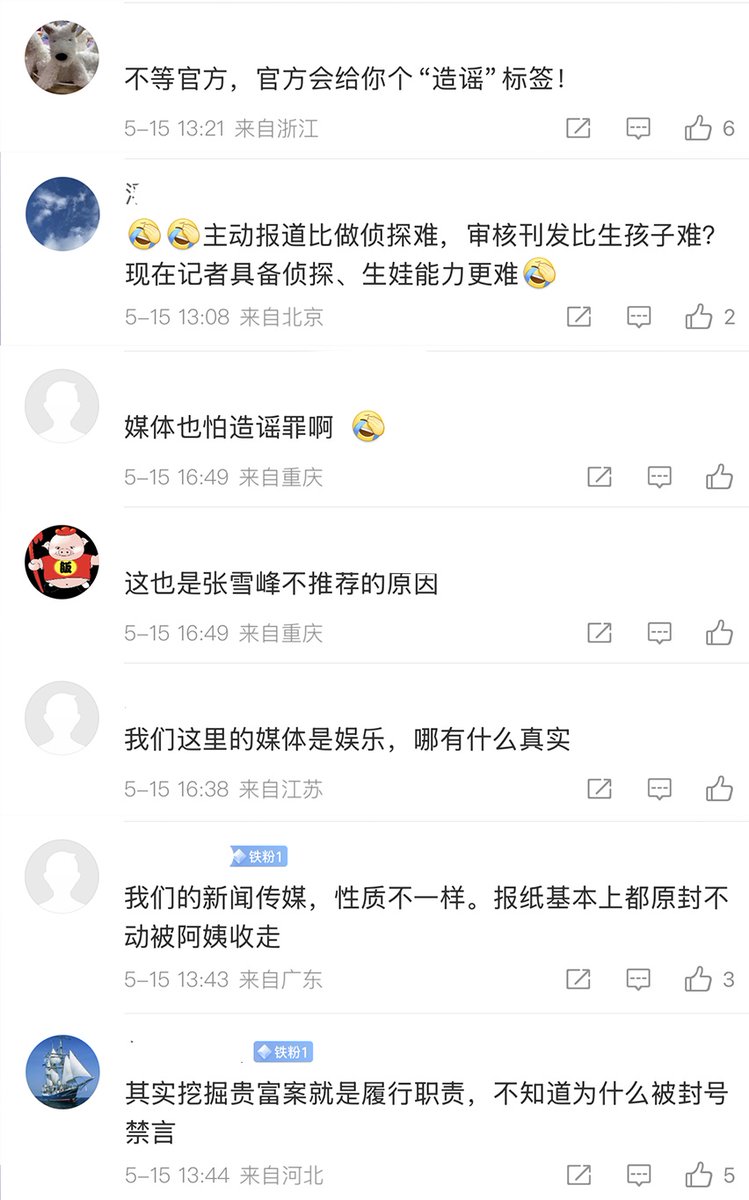 不等官方，官方会给你个“造谣”标签！
5-15 13:21 来自浙江
6
主动报道比做侦探难，审核刊发比生孩子难？
现在记者具备侦探、生娃能力更难
5-15 13:08 来自北京
2
媒体也怕造谣罪啊
5-15 16:49 来自重庆
这也是张雪峰不推荐的原因
5-15 16:49 来自重庆
我们这里的媒体是娱乐，哪有什么真实
5-15 16:38 来自江苏
铁粉1
我们的新闻传媒，性质不一样。报纸基本上都原封不
动被阿姨收走
5-15 13:43 来自广东
3
铁粉1
其实挖掘贵富案就是履行职责，不知道为什么被封号
禁言
5-15 13:44 来自河北
5